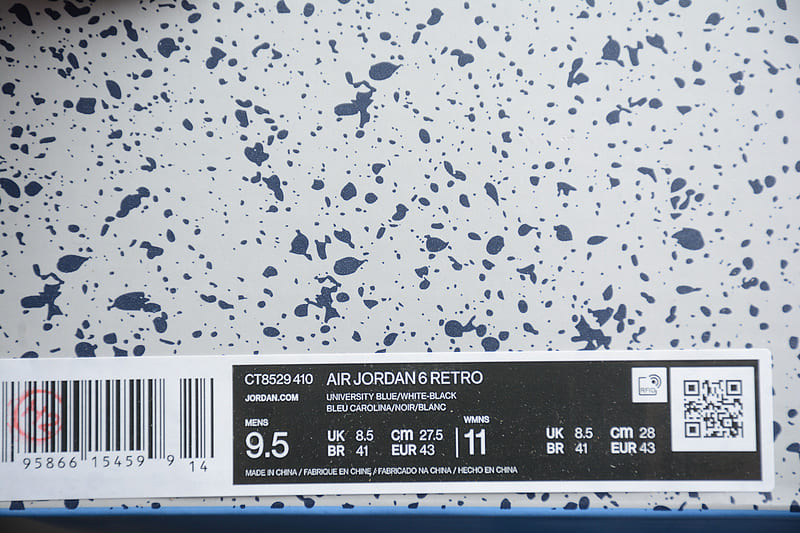 CT8529 410 AIR JORDAN 6 RETRO
JORDAN.COM UNIVERSITY BLUE/WHITE-BLACK
BLEU CAROLINA/NOIR/BLANC
MENS WMNS
9.5 UK 8.5 cm 27.5 11 UK 8.5 cm 28
BR 41 EUR 43 BR 41 EUR 43
MADE IN CHINA / FABRIQUE EN CHINE / FABRICADO NA CHINA / HECHO EN CHINA
RFID
95866 15459 9 14